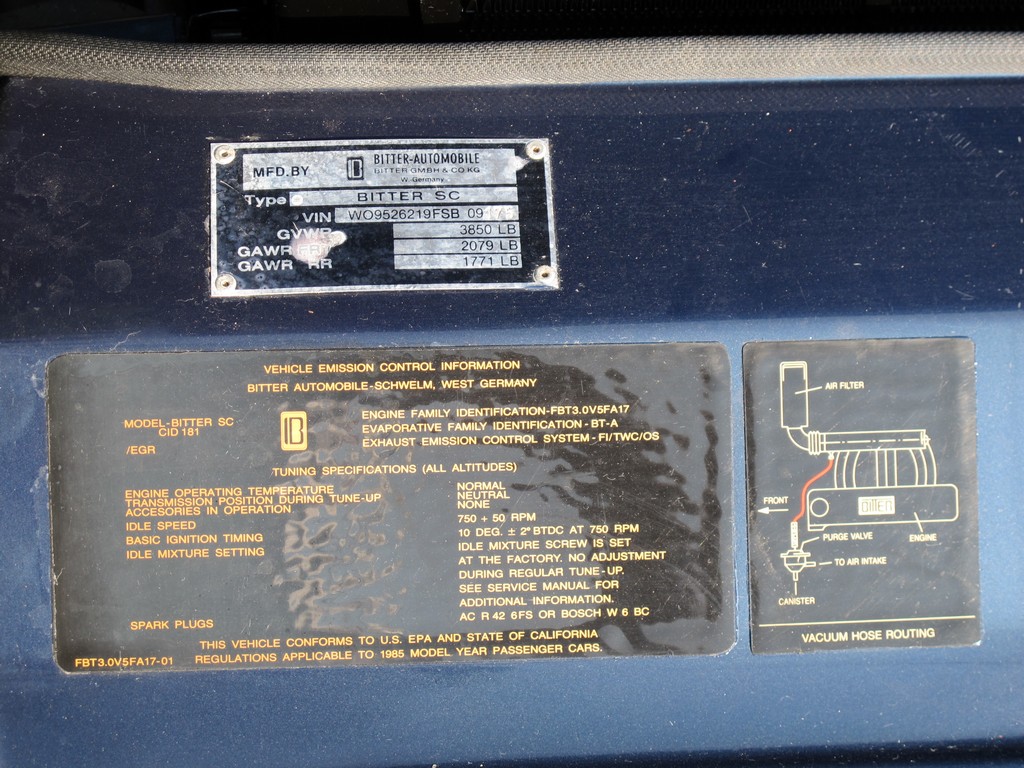 MFD.BY
BITTER-AUTOMOBILE
BITTER GMBH & CO KG
W. Germany
Type BITTER SC
VIN WO9526219FSB 09
GVWR 3850 LB
GAWR FRT 2079 LB
GAWR RR 1771 LB
VEHICLE EMISSION CONTROL INFORMATION
BITTER AUTOMOBILE-SCHWELM, WEST GERMANY
MODEL-BITTER SC
CID 181
/EGR
ENGINE FAMILY IDENTIFICATION-FBT3.0V5FA17
EVAPORATIVE FAMILY IDENTIFICATION - BT-A
EXHAUST EMISSION CONTROL SYSTEM - FI/TWC/OS
TUNING SPECIFICATIONS (ALL ALTITUDES)
ENGINE OPERATING TEMPERATURE NORMAL
TRANSMISSION POSITION DURING TUNE-UP NEUTRAL
ACCESORIES IN OPERATION NONE
IDLE SPEED 750 + 50 RPM
BASIC IGNITION TIMING 10 DEG. ± 2° BTDC AT 750 RPM
IDLE MIXTURE SETTING IDLE MIXTURE SCREW IS SET
AT THE FACTORY. NO ADJUSTMENT
DURING REGULAR TUNE-UP.
SEE SERVICE MANUAL FOR
ADDITIONAL INFORMATION.
SPARK PLUGS AC R 42 6FS OR BOSCH W 6 BC
THIS VEHICLE CONFORMS TO U.S. EPA AND STATE OF CALIFORNIA
FBT3.0V5FA17-01 REGULATIONS APPLICABLE TO 1985 MODEL YEAR PASSENGER CARS.
AIR FILTER
FRONT
BITTER
PURGE VALVE
ENGINE
TO AIR INTAKE
CANISTER
VACUUM HOSE ROUTING